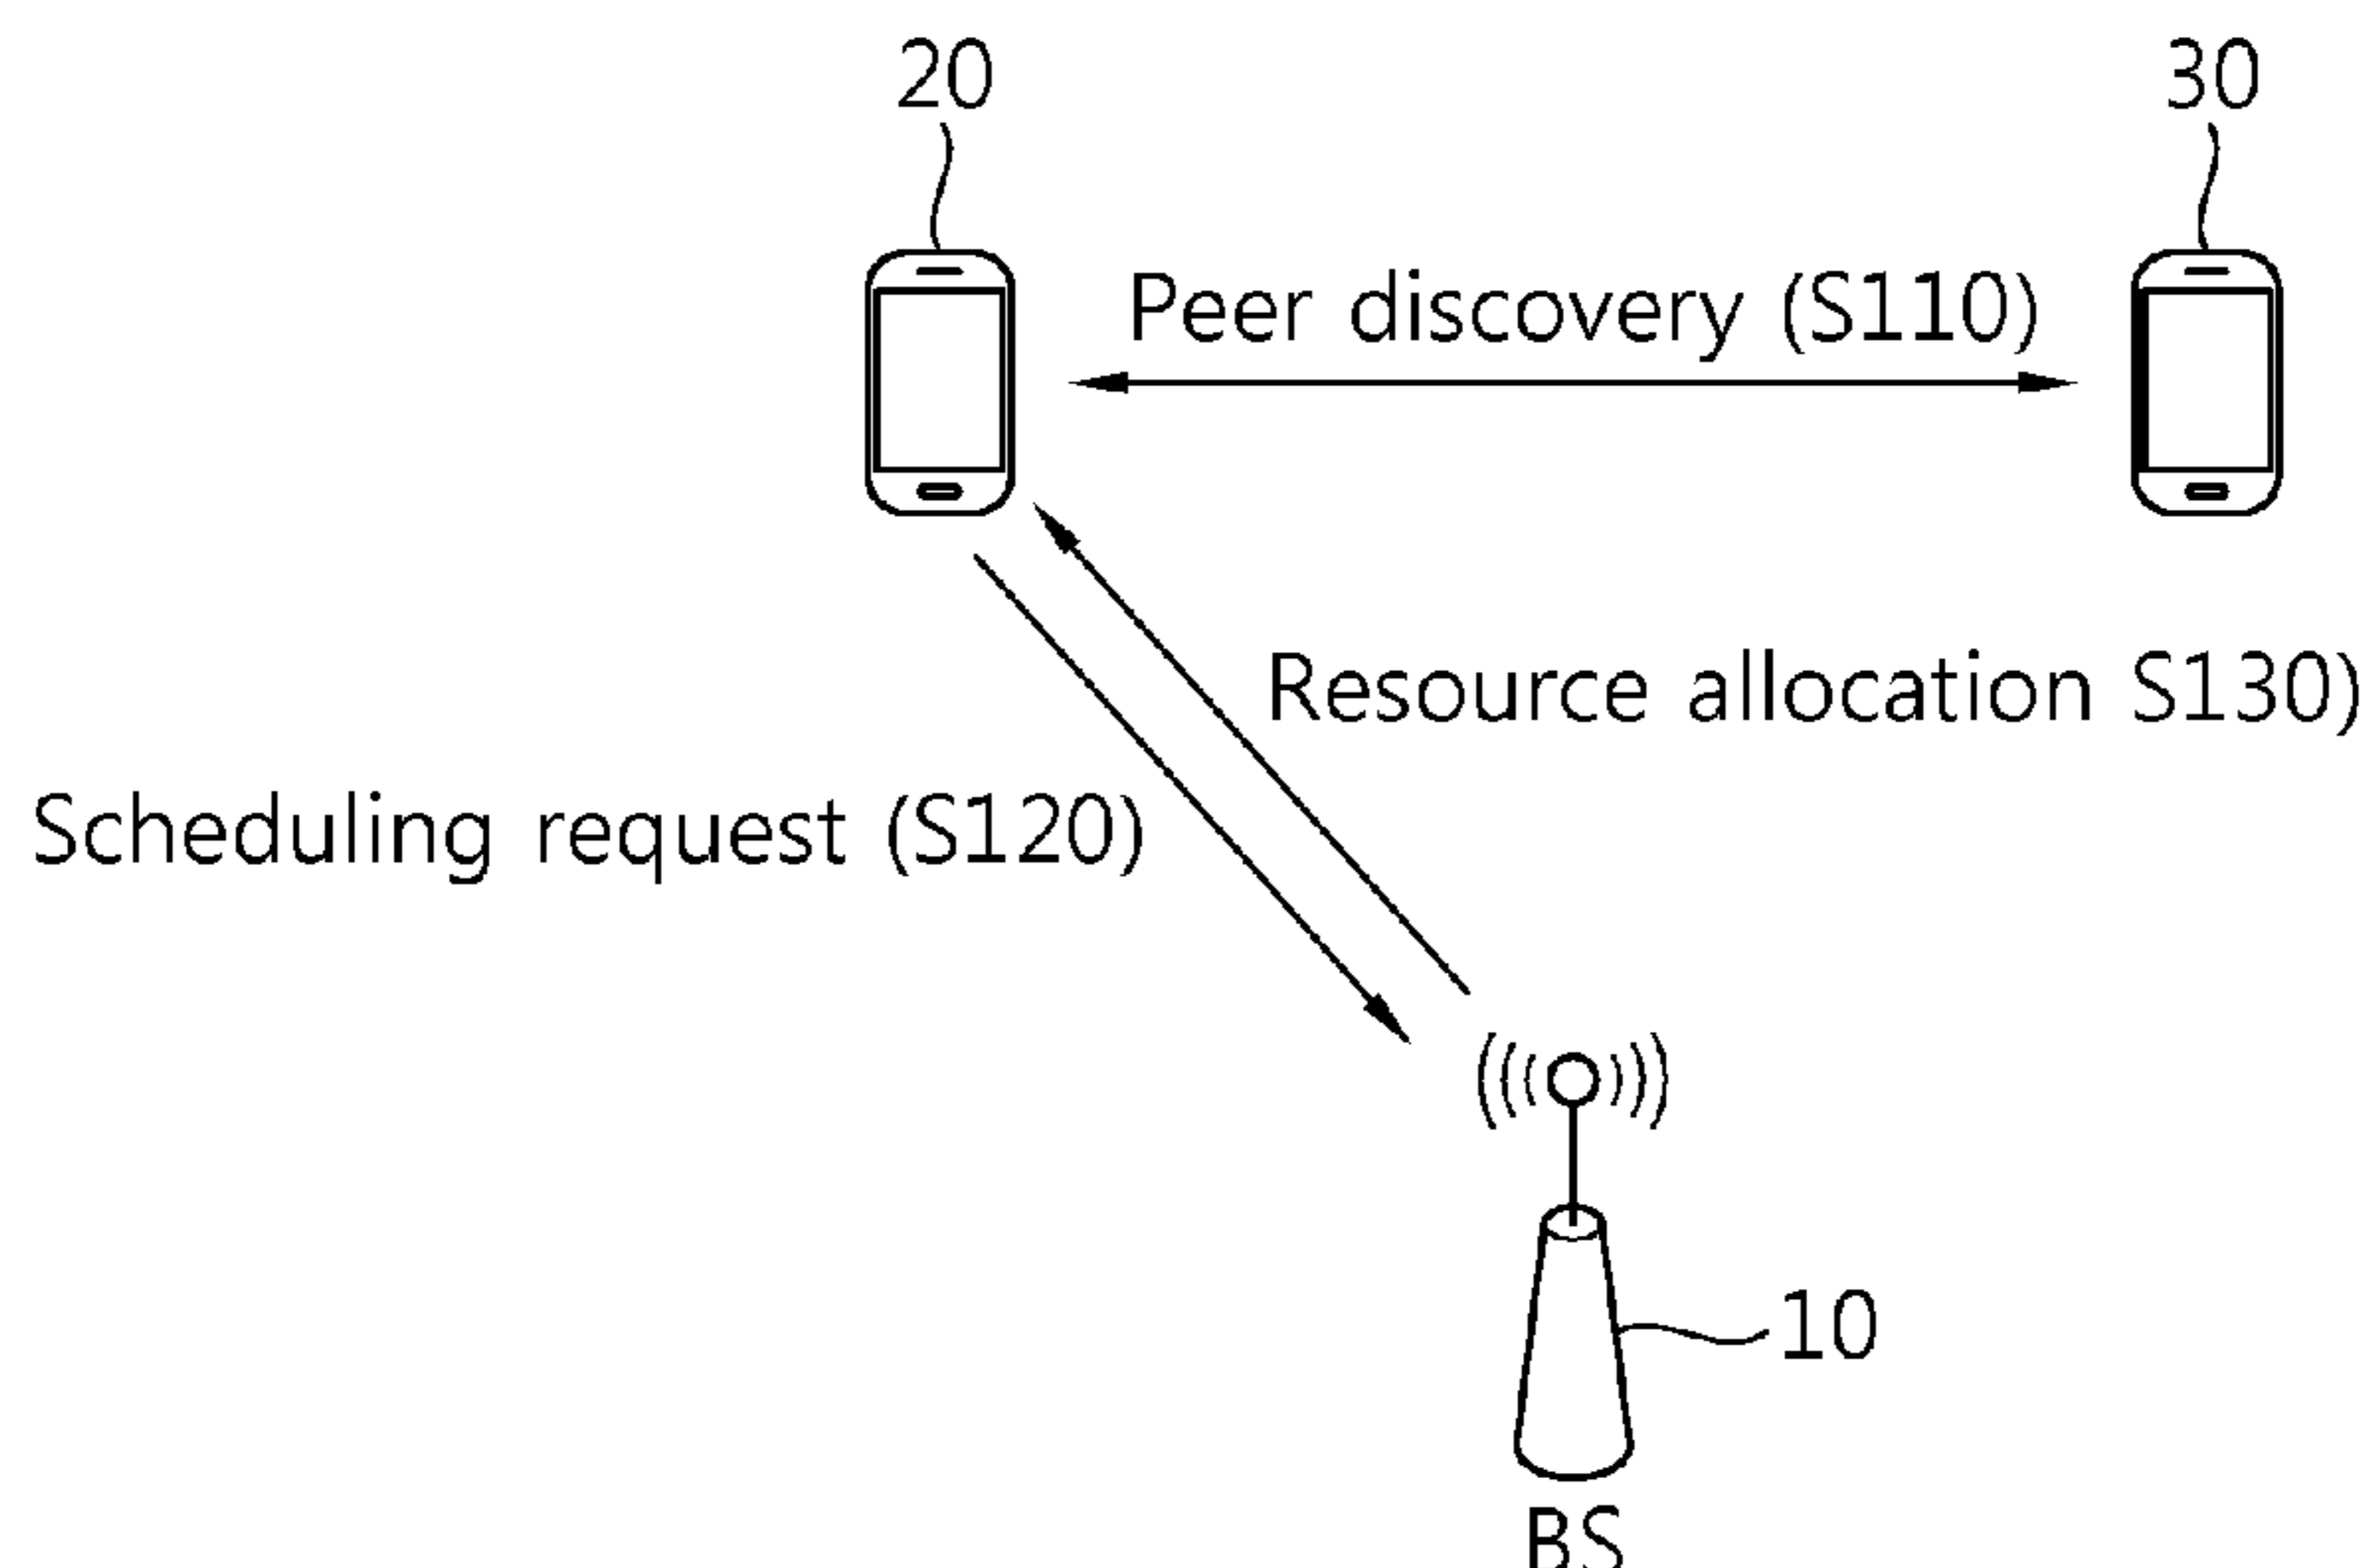 20
30
Peer discovery (S110)
Resource allocation S130)
Scheduling request (S120)
10
BS